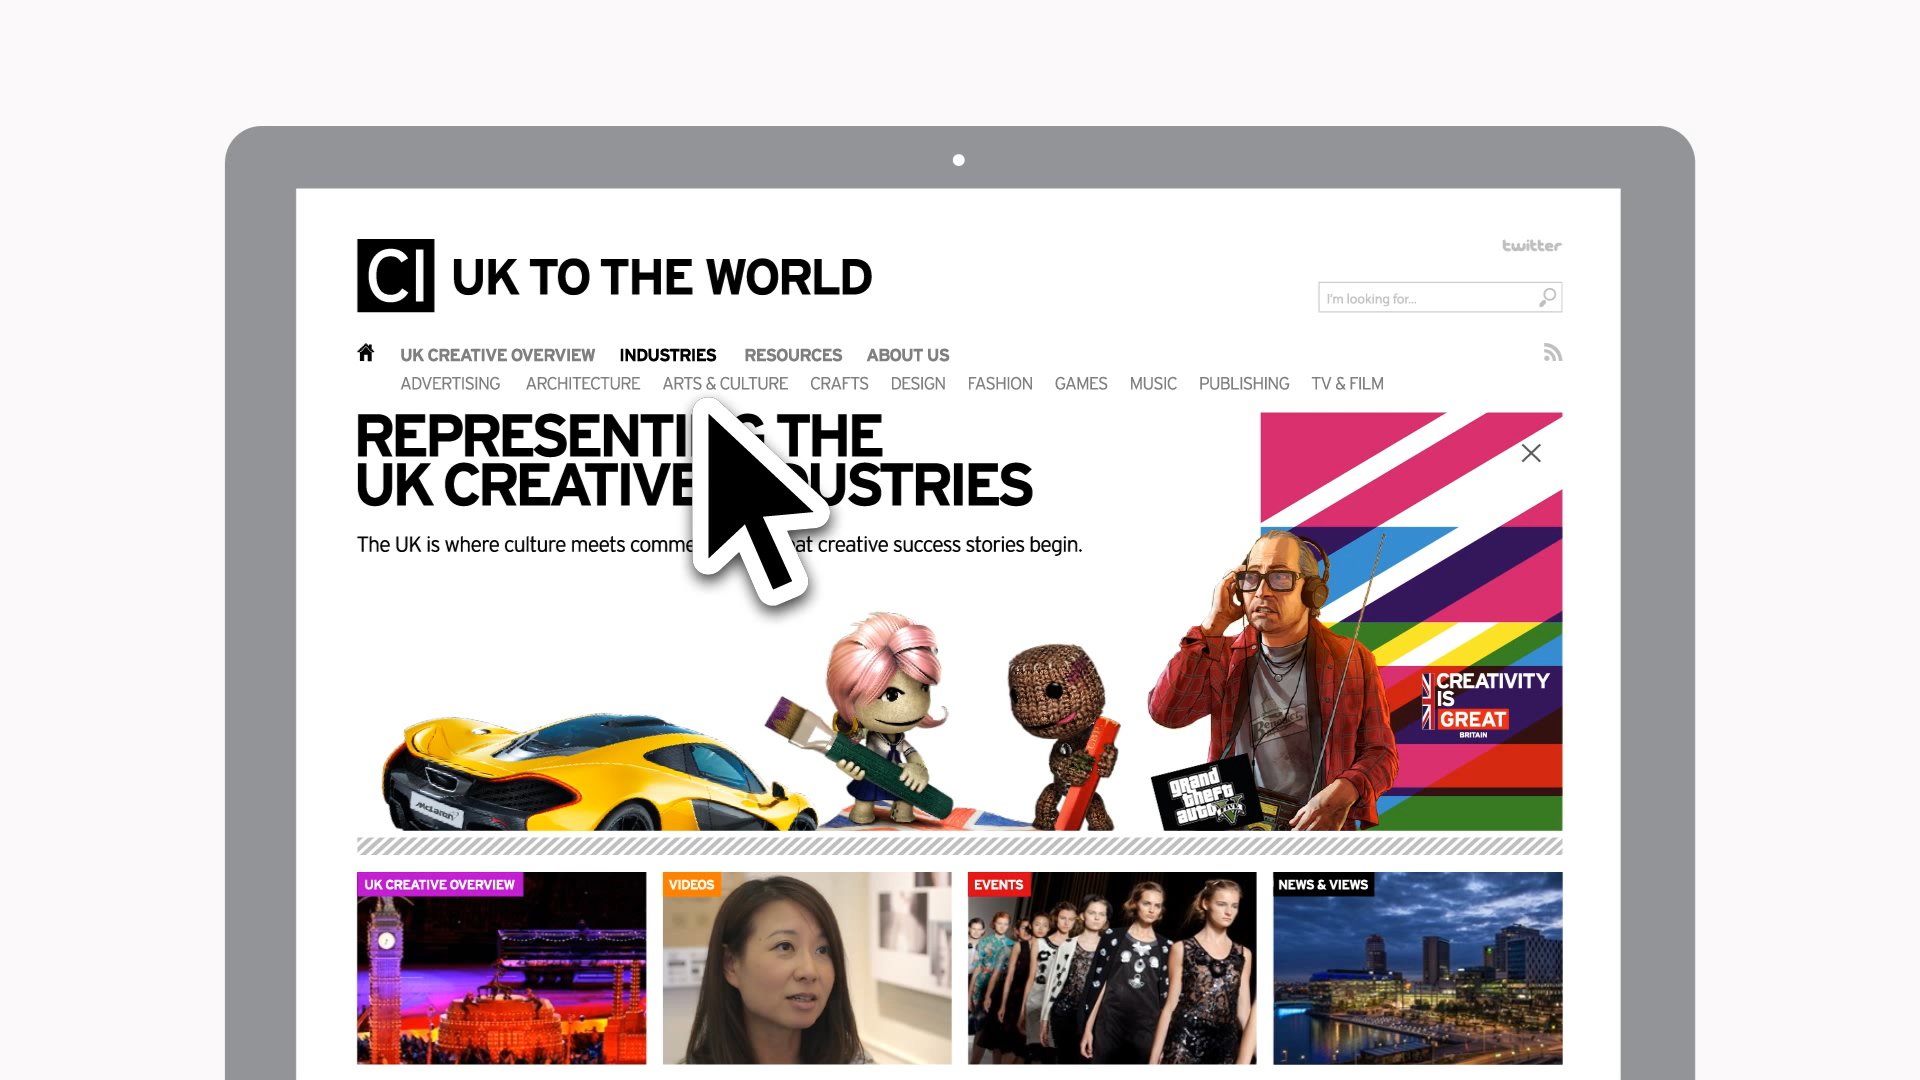 CI UK TO THE WORLD
twitter
I'm looking for...
UK CREATIVE OVERVIEW INDUSTRIES RESOURCES ABOUT US
ADVERTISING ARCHITECTURE ARTS & CULTURE CRAFTS DESIGN FASHION GAMES MUSIC PUBLISHING TV & FILM
REPRESENTING THE
UK CREATIVE INDUSTRIES
The UK is where culture meets at creative success stories begin.
CREATIVITY
IS
GREAT
BRITAIN
McLaren
grand
theft
auto V
UK CREATIVE OVERVIEW
VIDEOS
EVENTS
NEWS & VIEWS